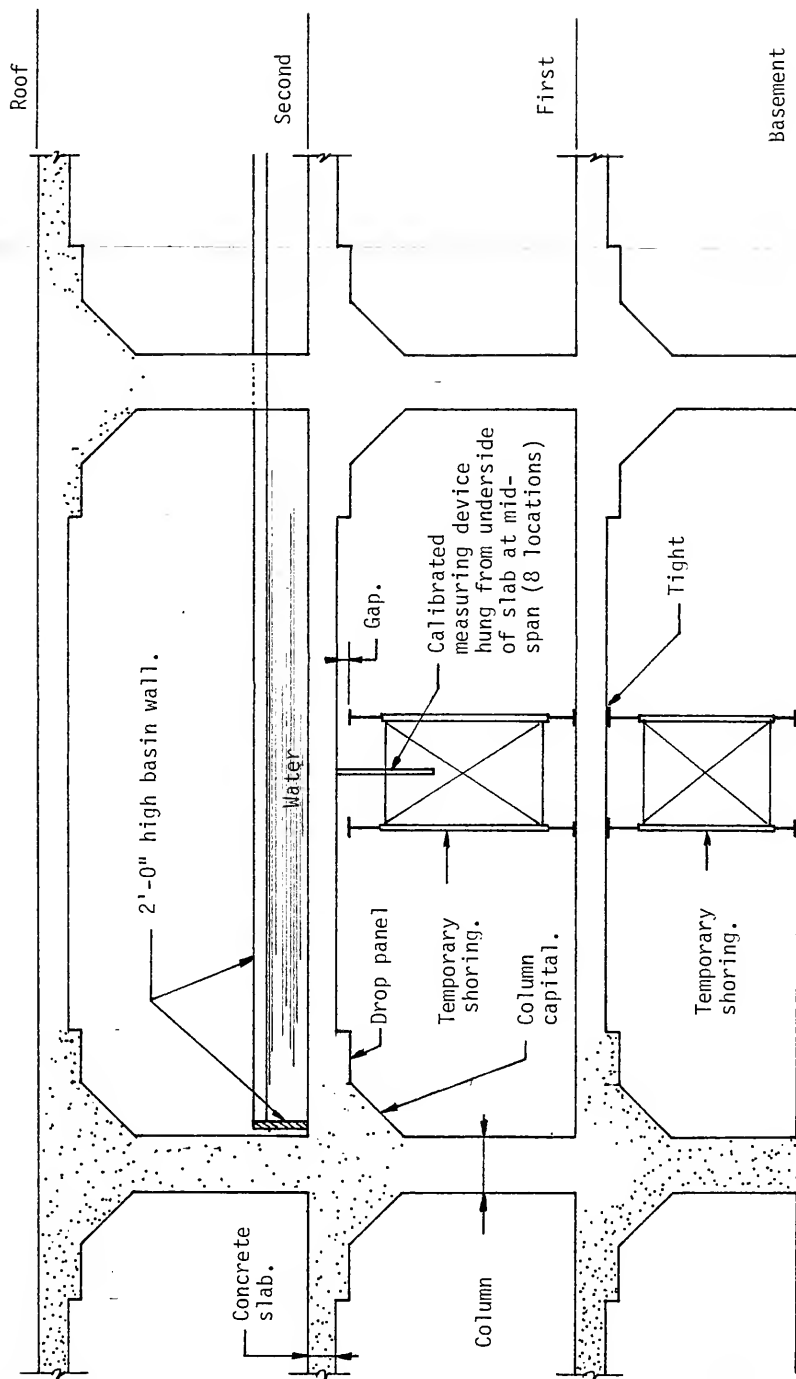 Roof
2'-0" high basin wall.
Concrete
slab.
Water
Second
Gap.
Drop panel
Calibrated
measuring device
hung from underside
of slab at mid-
span (8 locations)
Temporary
shoring.
Column
capital.
Column
First
Tight
Temporary
shoring.
Basement